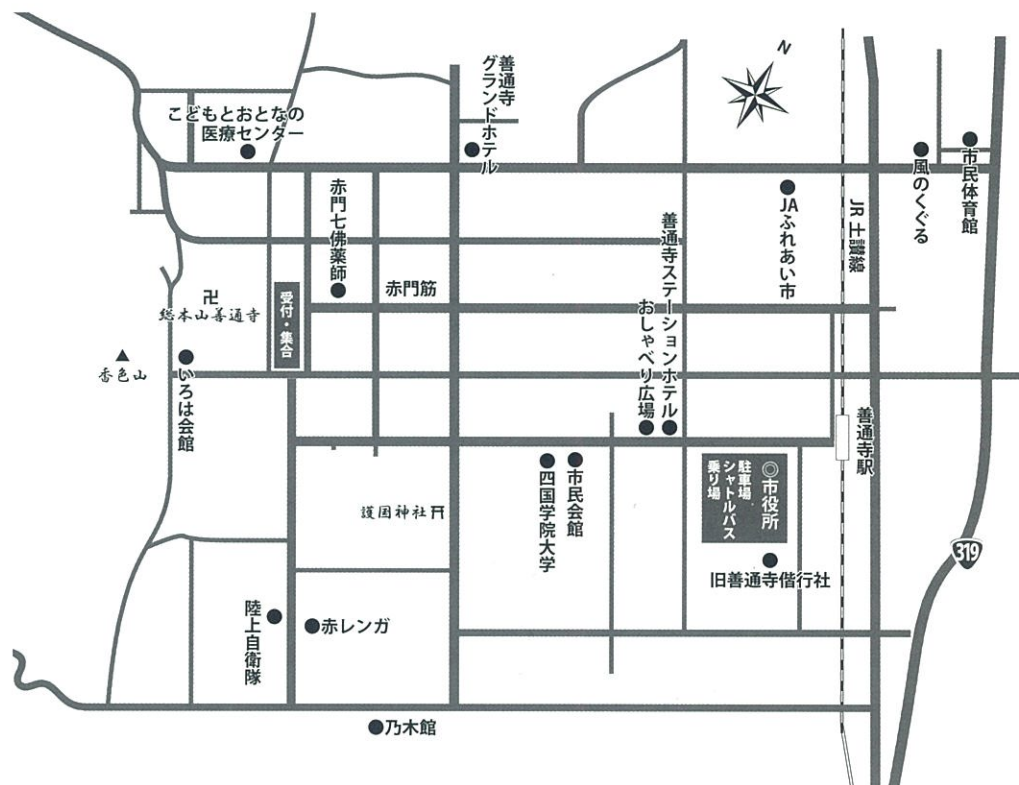 N
善通寺
グランドホテル
こどもとおとなの
医療センター
赤門七佛薬師
赤門筋
卍
総本山善通寺
受付・集合
香色山
いろは会館
善通寺ステーションホテル
おしゃべり広場
JAふれあい市
JR土讃線
風のくぐる
市民体育館
善通寺駅
◎市役所
駐車場
シャトルバス
乗り場
市民会館
四国学院大学
護国神社
旧善通寺偕行社
319
陸上自衛隊
赤レンガ
乃木館